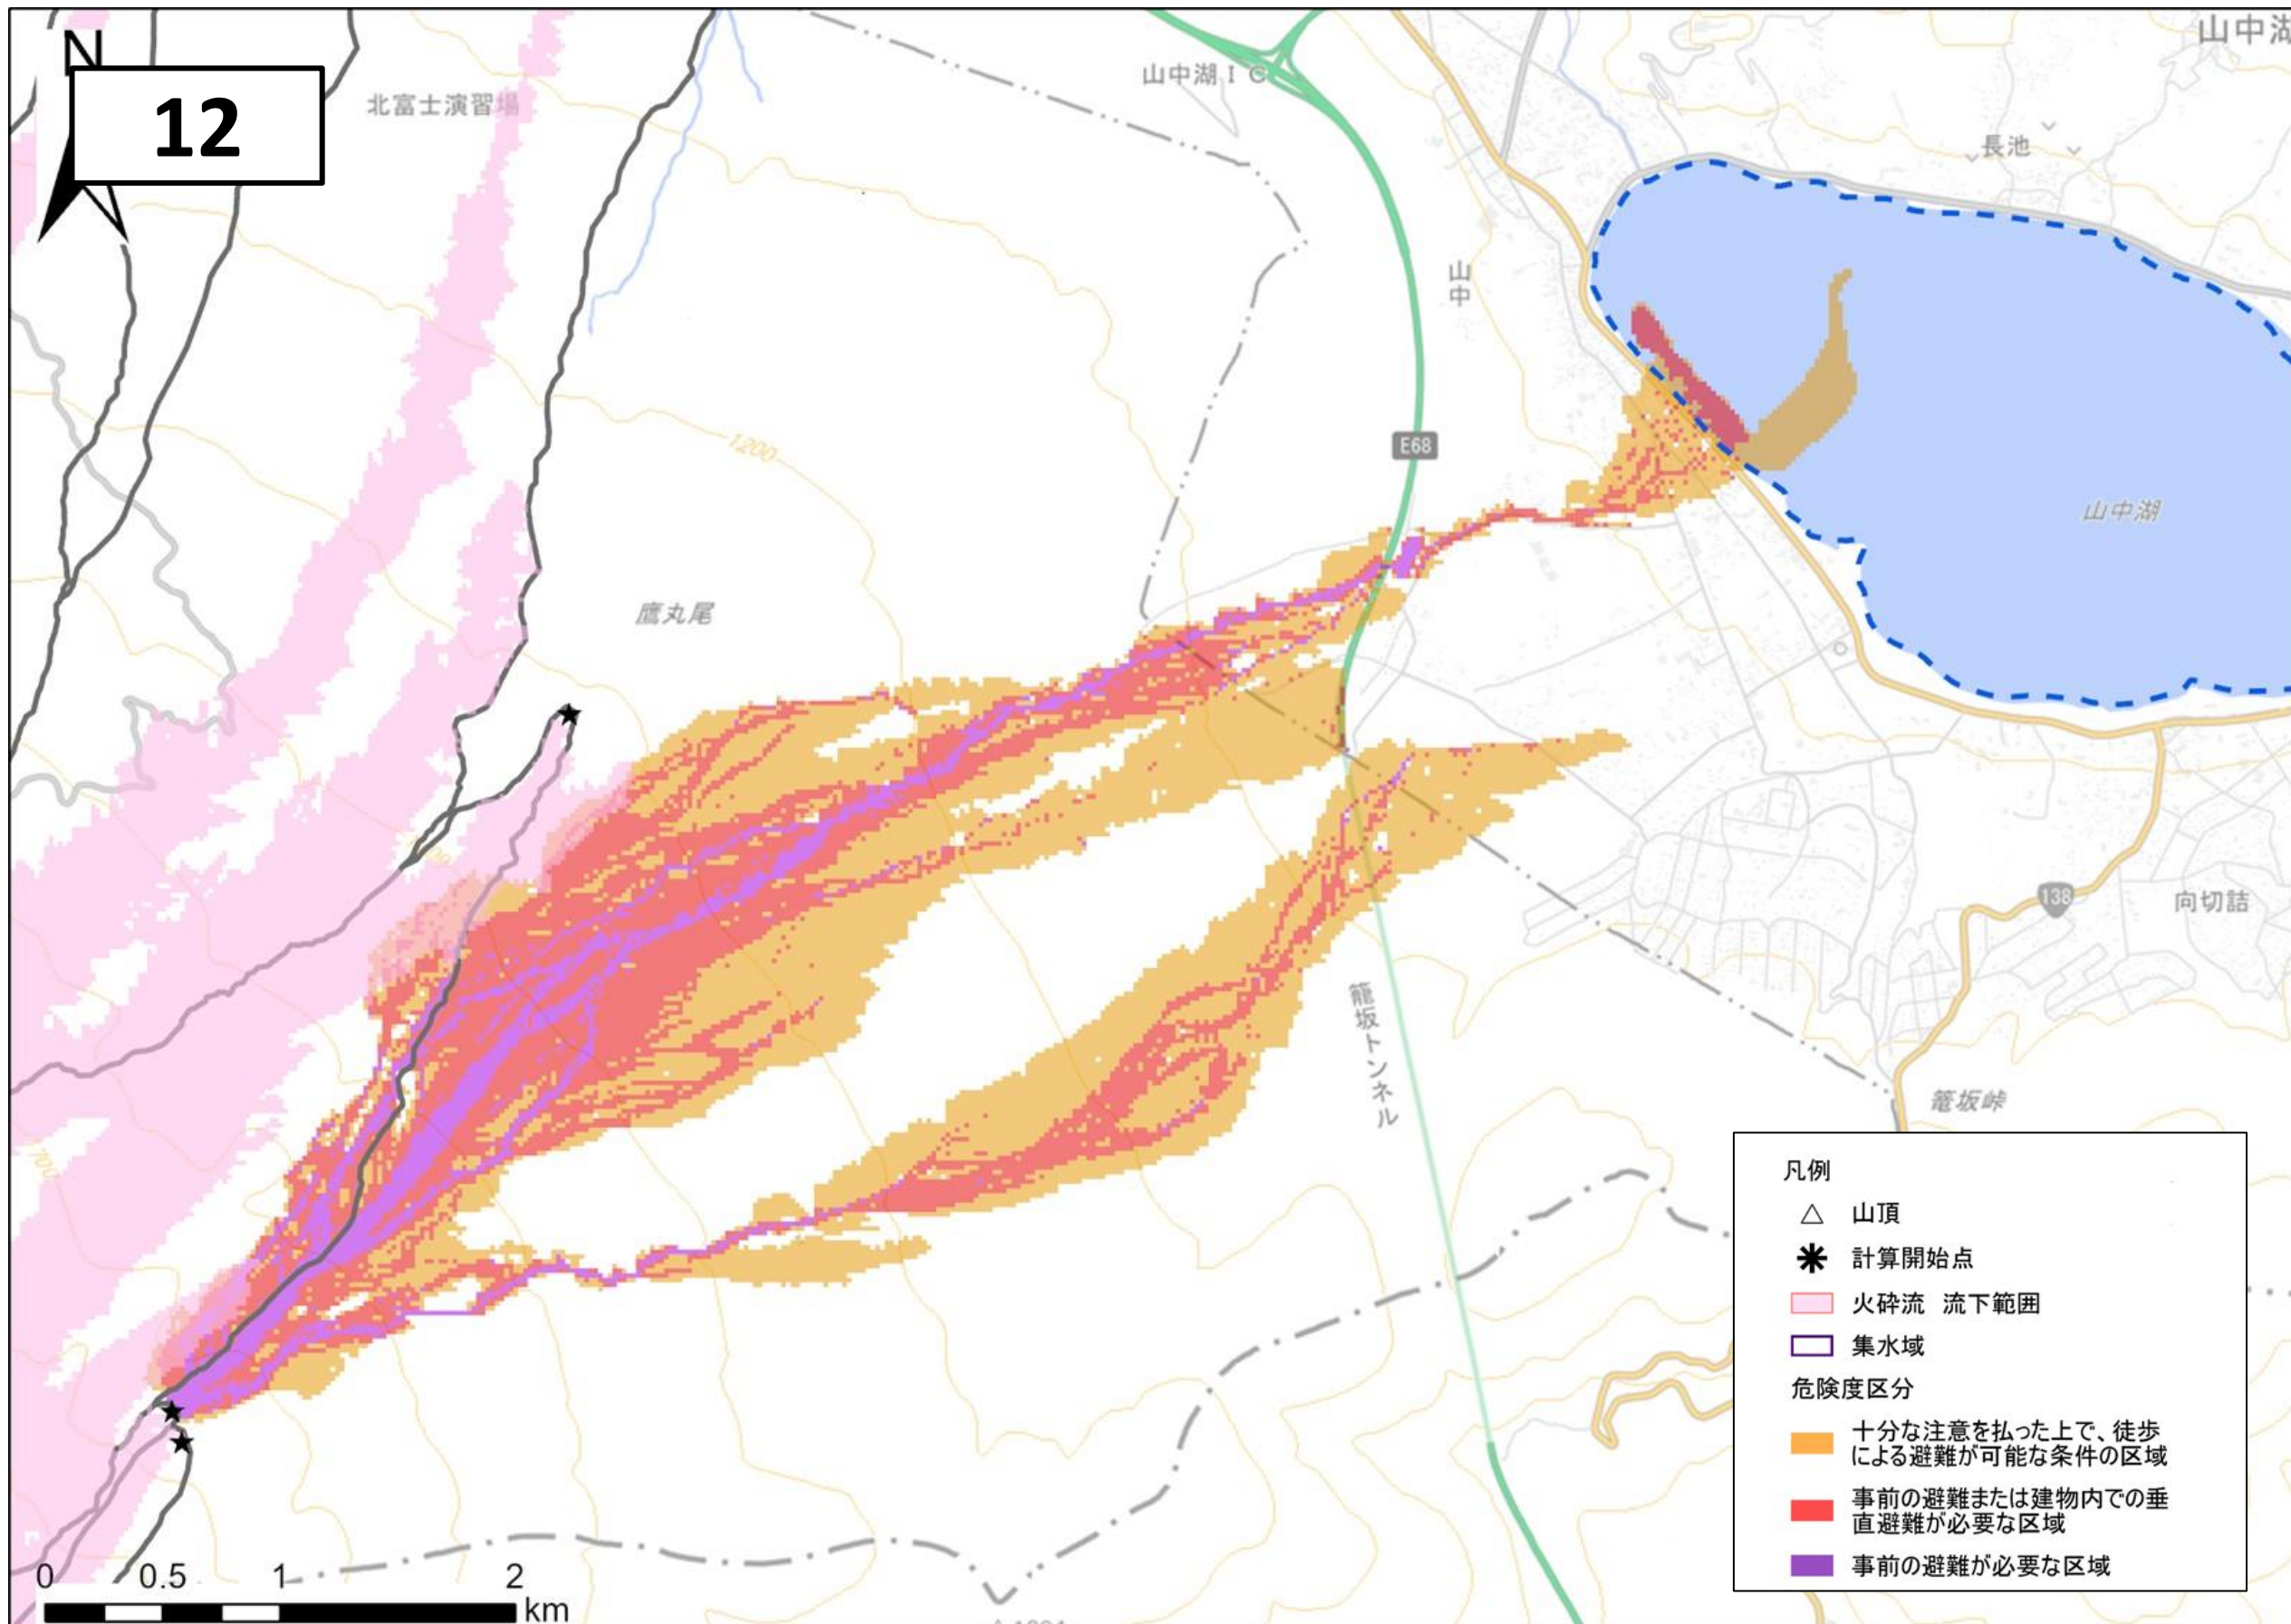 N
12
北富士演習場
山中湖ＩＣ
山中湖
長池
山中
E68
1200
山中湖
鷹丸尾
138
向切詰
籠坂トンネル
篭坂峠
凡例
山頂
計算開始点
火砕流 流下範囲
集水域
危険度区分
十分な注意を払った上で、徒歩
による避難が可能な条件の区域
事前の避難または建物内での垂
直避難が必要な区域
事前の避難が必要な区域
0 0.5 1 2
km